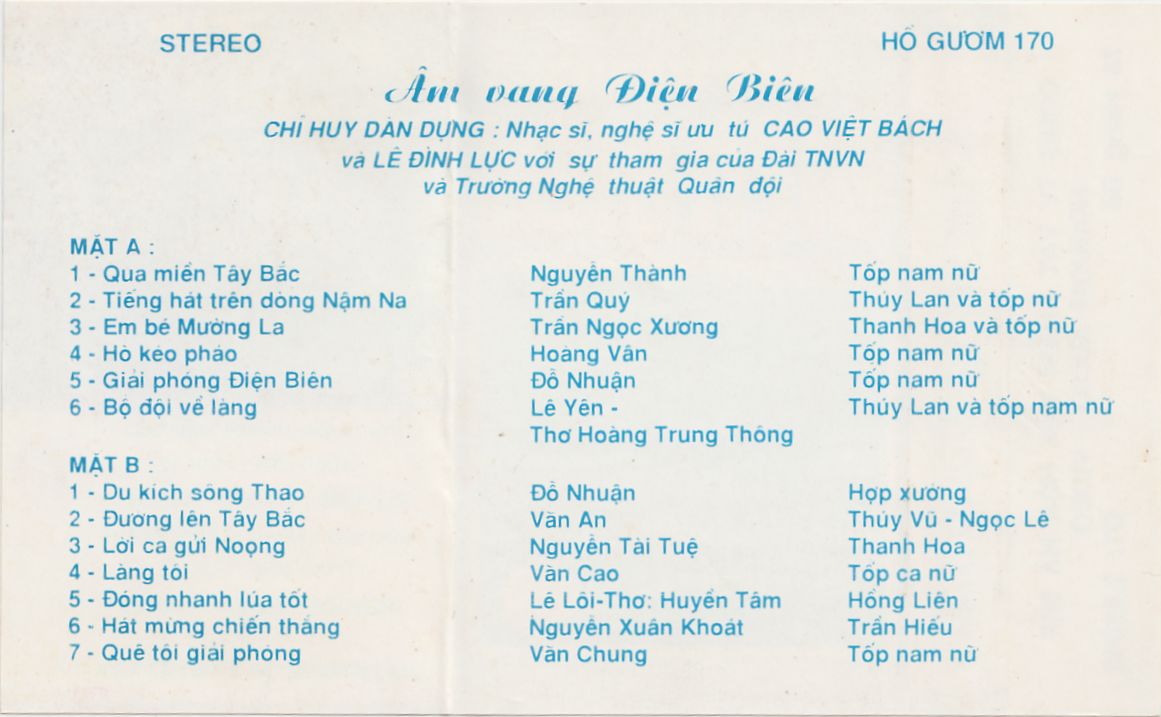 STEREO HỒ GƯƠM 170
Âm vang Điện Biên
CHỈ HUY DÀN DỰNG : Nhạc sĩ, nghệ sĩ ưu tú CAO VIỆT BÁCH
và LÊ ĐÌNH LỰC với sự tham gia của Đài TNVN
và Trường Nghệ thuật Quân đội
MẶT A :
1 - Qua miền Tây Bắc Nguyễn Thành Tốp nam nữ
2 - Tiếng hát trên dòng Nậm Na Trần Quý Thúy Lan và tốp nữ
3 - Em bé Mường La Trần Ngọc Xương Thanh Hoa và tốp nữ
4 - Hò kéo pháo Hoàng Vân Tốp nam nữ
5 - Giải phóng Điện Biên Đỗ Nhuận Tốp nam nữ
6 - Bộ đội về làng Lê Yên - Thúy Lan và tốp nam nữ
Thơ Hoàng Trung Thông
MẶT B :
1 - Du kích sông Thao Đỗ Nhuận Hợp xướng
2 - Đường lên Tây Bắc Văn An Thúy Vũ - Ngọc Lê
3 - Lời ca gửi Noọng Nguyễn Tài Tuệ Thanh Hoa
4 - Làng tôi Văn Cao Tốp ca nữ
5 - Đóng nhanh lúa tốt Lê Lôi-Thơ: Huyền Tâm Hồng Liên
6 - Hát mừng chiến thắng Nguyễn Xuân Khoát Trần Hiếu
7 - Quê tôi giải phóng Văn Chung Tốp nam nữ